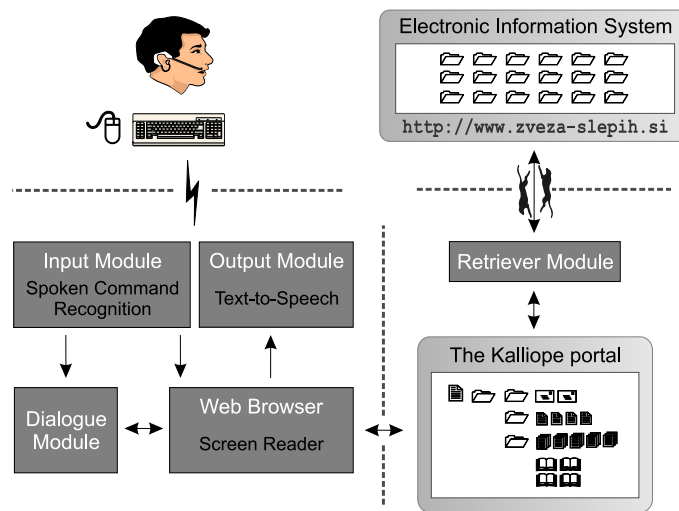 Electronic Information System
http://www.zveza-slepih.si
Input Module
Spoken Command
Recognition
Output Module
Text-to-Speech
Retriever Module
The Kalliope portal
Dialogue
Module
Web Browser
Screen Reader